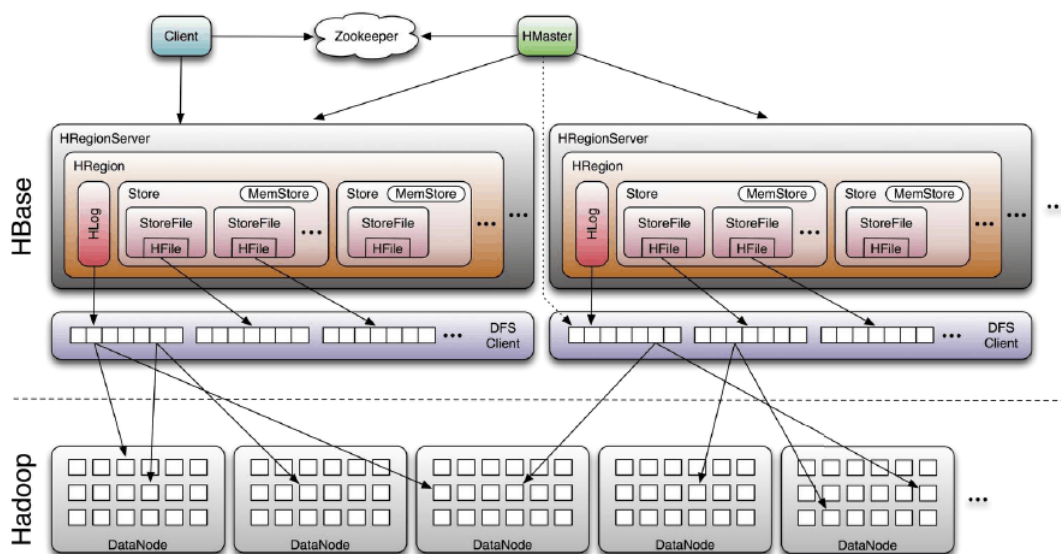 Client
Zookeeper
HMaster
HBase
HRegionServer
HRegion
HLog
Store
MemStore
StoreFile
HFile
StoreFile
HFile
...
Store
MemStore
StoreFile
HFile
...
...
HRegionServer
HRegion
HLog
Store
MemStore
StoreFile
HFile
StoreFile
HFile
...
Store
MemStore
StoreFile
HFile
...
...
...
...
DFS
Client
...
DFS
Client
Hadoop
DataNode
DataNode
DataNode
DataNode
DataNode
...